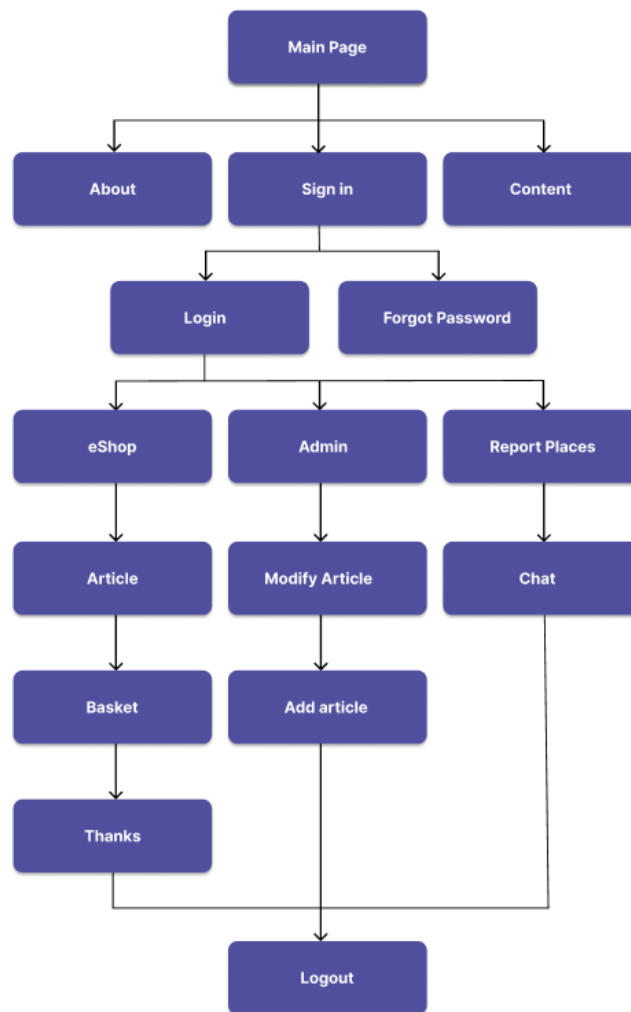 Main Page
About
Sign in
Content
Login
Forgot Password
eShop
Admin
Report Places
Article
Modify Article
Chat
Basket
Add article
Thanks
Logout